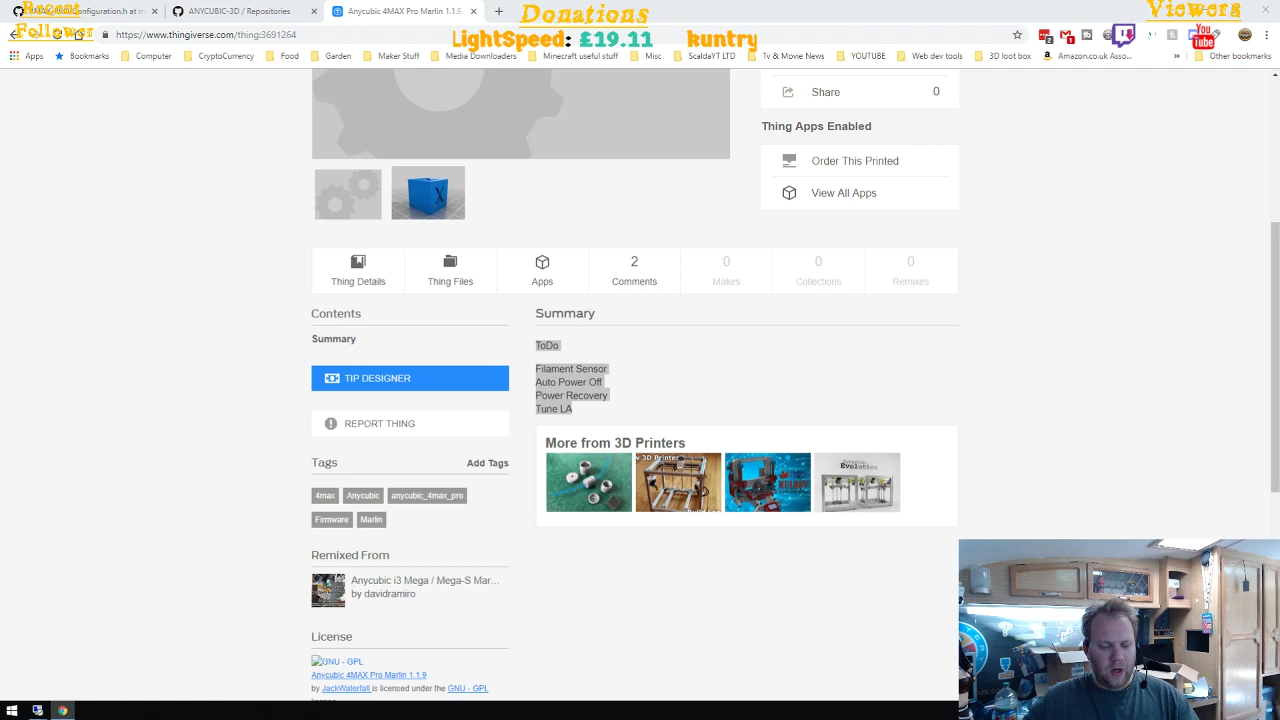 Recent
Follower
Donations
LightSpeed: £19.11 kuntry
Viewers
ANYCUBIC-3D / Repositories
Anycubic 4MAX Pro Marlin 1.1.9
https://www.thingiverse.com/thing:3691264
Apps
Bookmarks
Computer
CryptoCurrency
Food
Garden
Maker Stuff
Media Downloaders
Minecraft useful stuff
Misc
ScaldaYT LTD
Tv & Movie News
YOUTUBE
Web dev tools
3D loot box
Amazon.co.uk Asso...
Other bookmarks
Share 0
Thing Apps Enabled
Order This Printed
View All Apps
Thing Details
Thing Files
Apps
2
Comments
0
Makes
0
Collections
0
Remixes
Contents
Summary
TIP DESIGNER
REPORT THING
Tags Add Tags
4max Anycubic anycubic_4max_pro
Firmware Marlin
Remixed From
Anycubic i3 Mega / Mega-S Mar...
by davidramiro
License
GNU - GPL
Anycubic 4MAX Pro Marlin 1.1.9
by JackWaterfall is licensed under the GNU - GPL
Summary
ToDo
Filament Sensor
Auto Power Off
Power Recovery
Tune LA
More from 3D Printers
Evolution